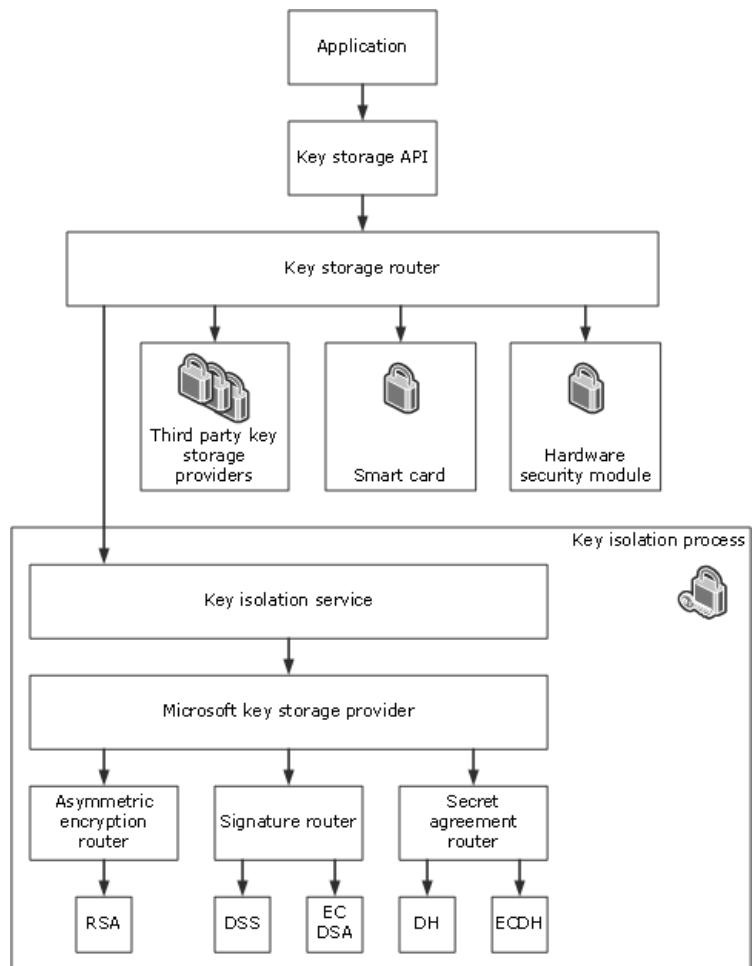 Application
Key storage API
Key storage router
Third party key
storage
providers
Smart card
Hardware
security module
Key isolation process
Key isolation service
Microsoft key storage provider
Asymmetric
encryption
router
Signature router
Secret
agreement
router
RSA
DSS
EC
DSA
DH
ECDH